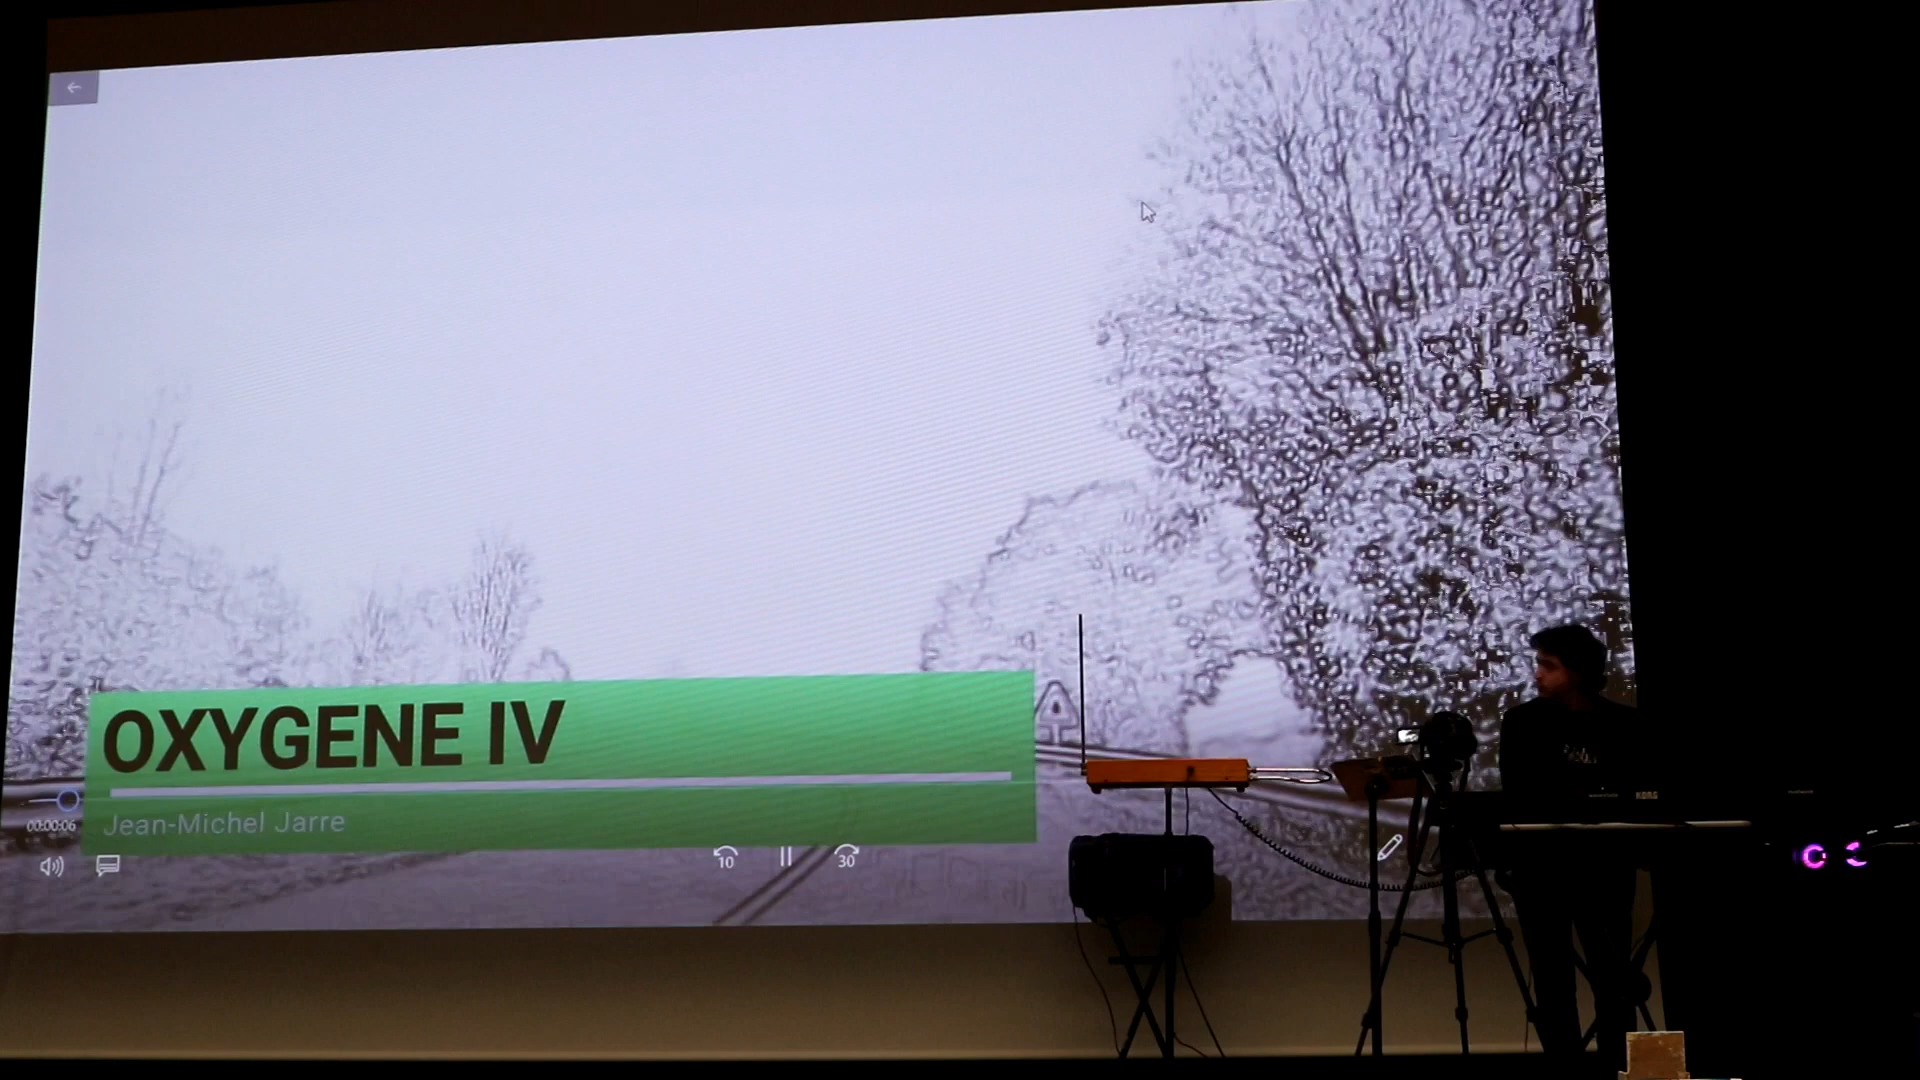 OXYGENE IV
Jean-Michel Jarre
00:00:06
10
30
KORG